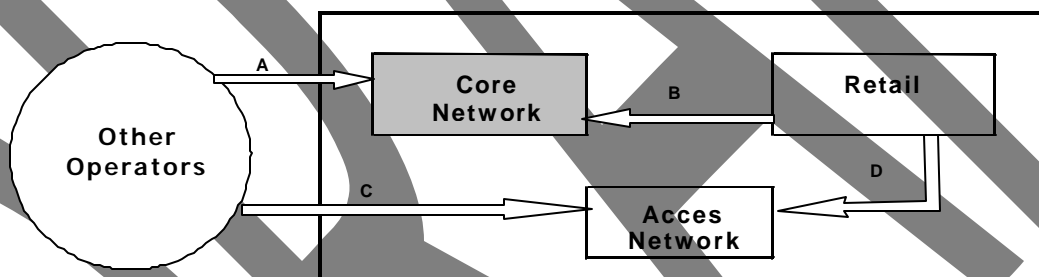 A
Core
Network
B
Retail
Other
Operators
C
D
Acces
Network